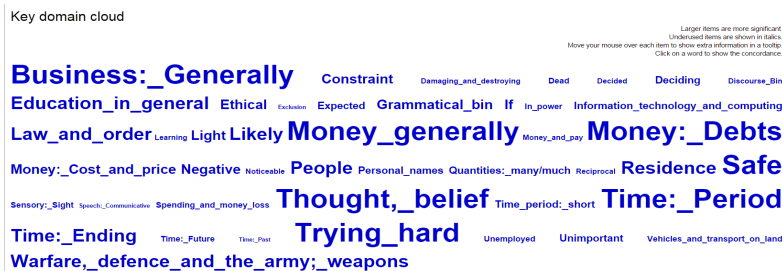 Key domain cloud
Larger items are more significant.
Underused items are shown in italics.
Move your mouse over each item to show extra information in a tooltip.
Click on a word to show the concordance.
Business:_Generally Constraint Damaging_and_destroying Dead Decided Deciding Discourse_Bin
Education_in_general Ethical Exclusion Expected Grammatical_bin If In_power Information_technology_and_computing
Law_and_order Learning Light Likely Money_generally Money_and_pay Money:_Debts
Money:_Cost_and_price Negative Noticeable People Personal_names Quantities:_many/much Reciprocal Residence Safe
Sensory:_Sight Speech:_Communicative Spending_and_money_loss Thought,_belief Time_period:_short Time:_Period
Time:_Ending Time:_Future Time:_Past Trying_hard Unemployed Unimportant Vehicles_and_transport_on_land
Warfare,_defence_and_the_army;_weapons